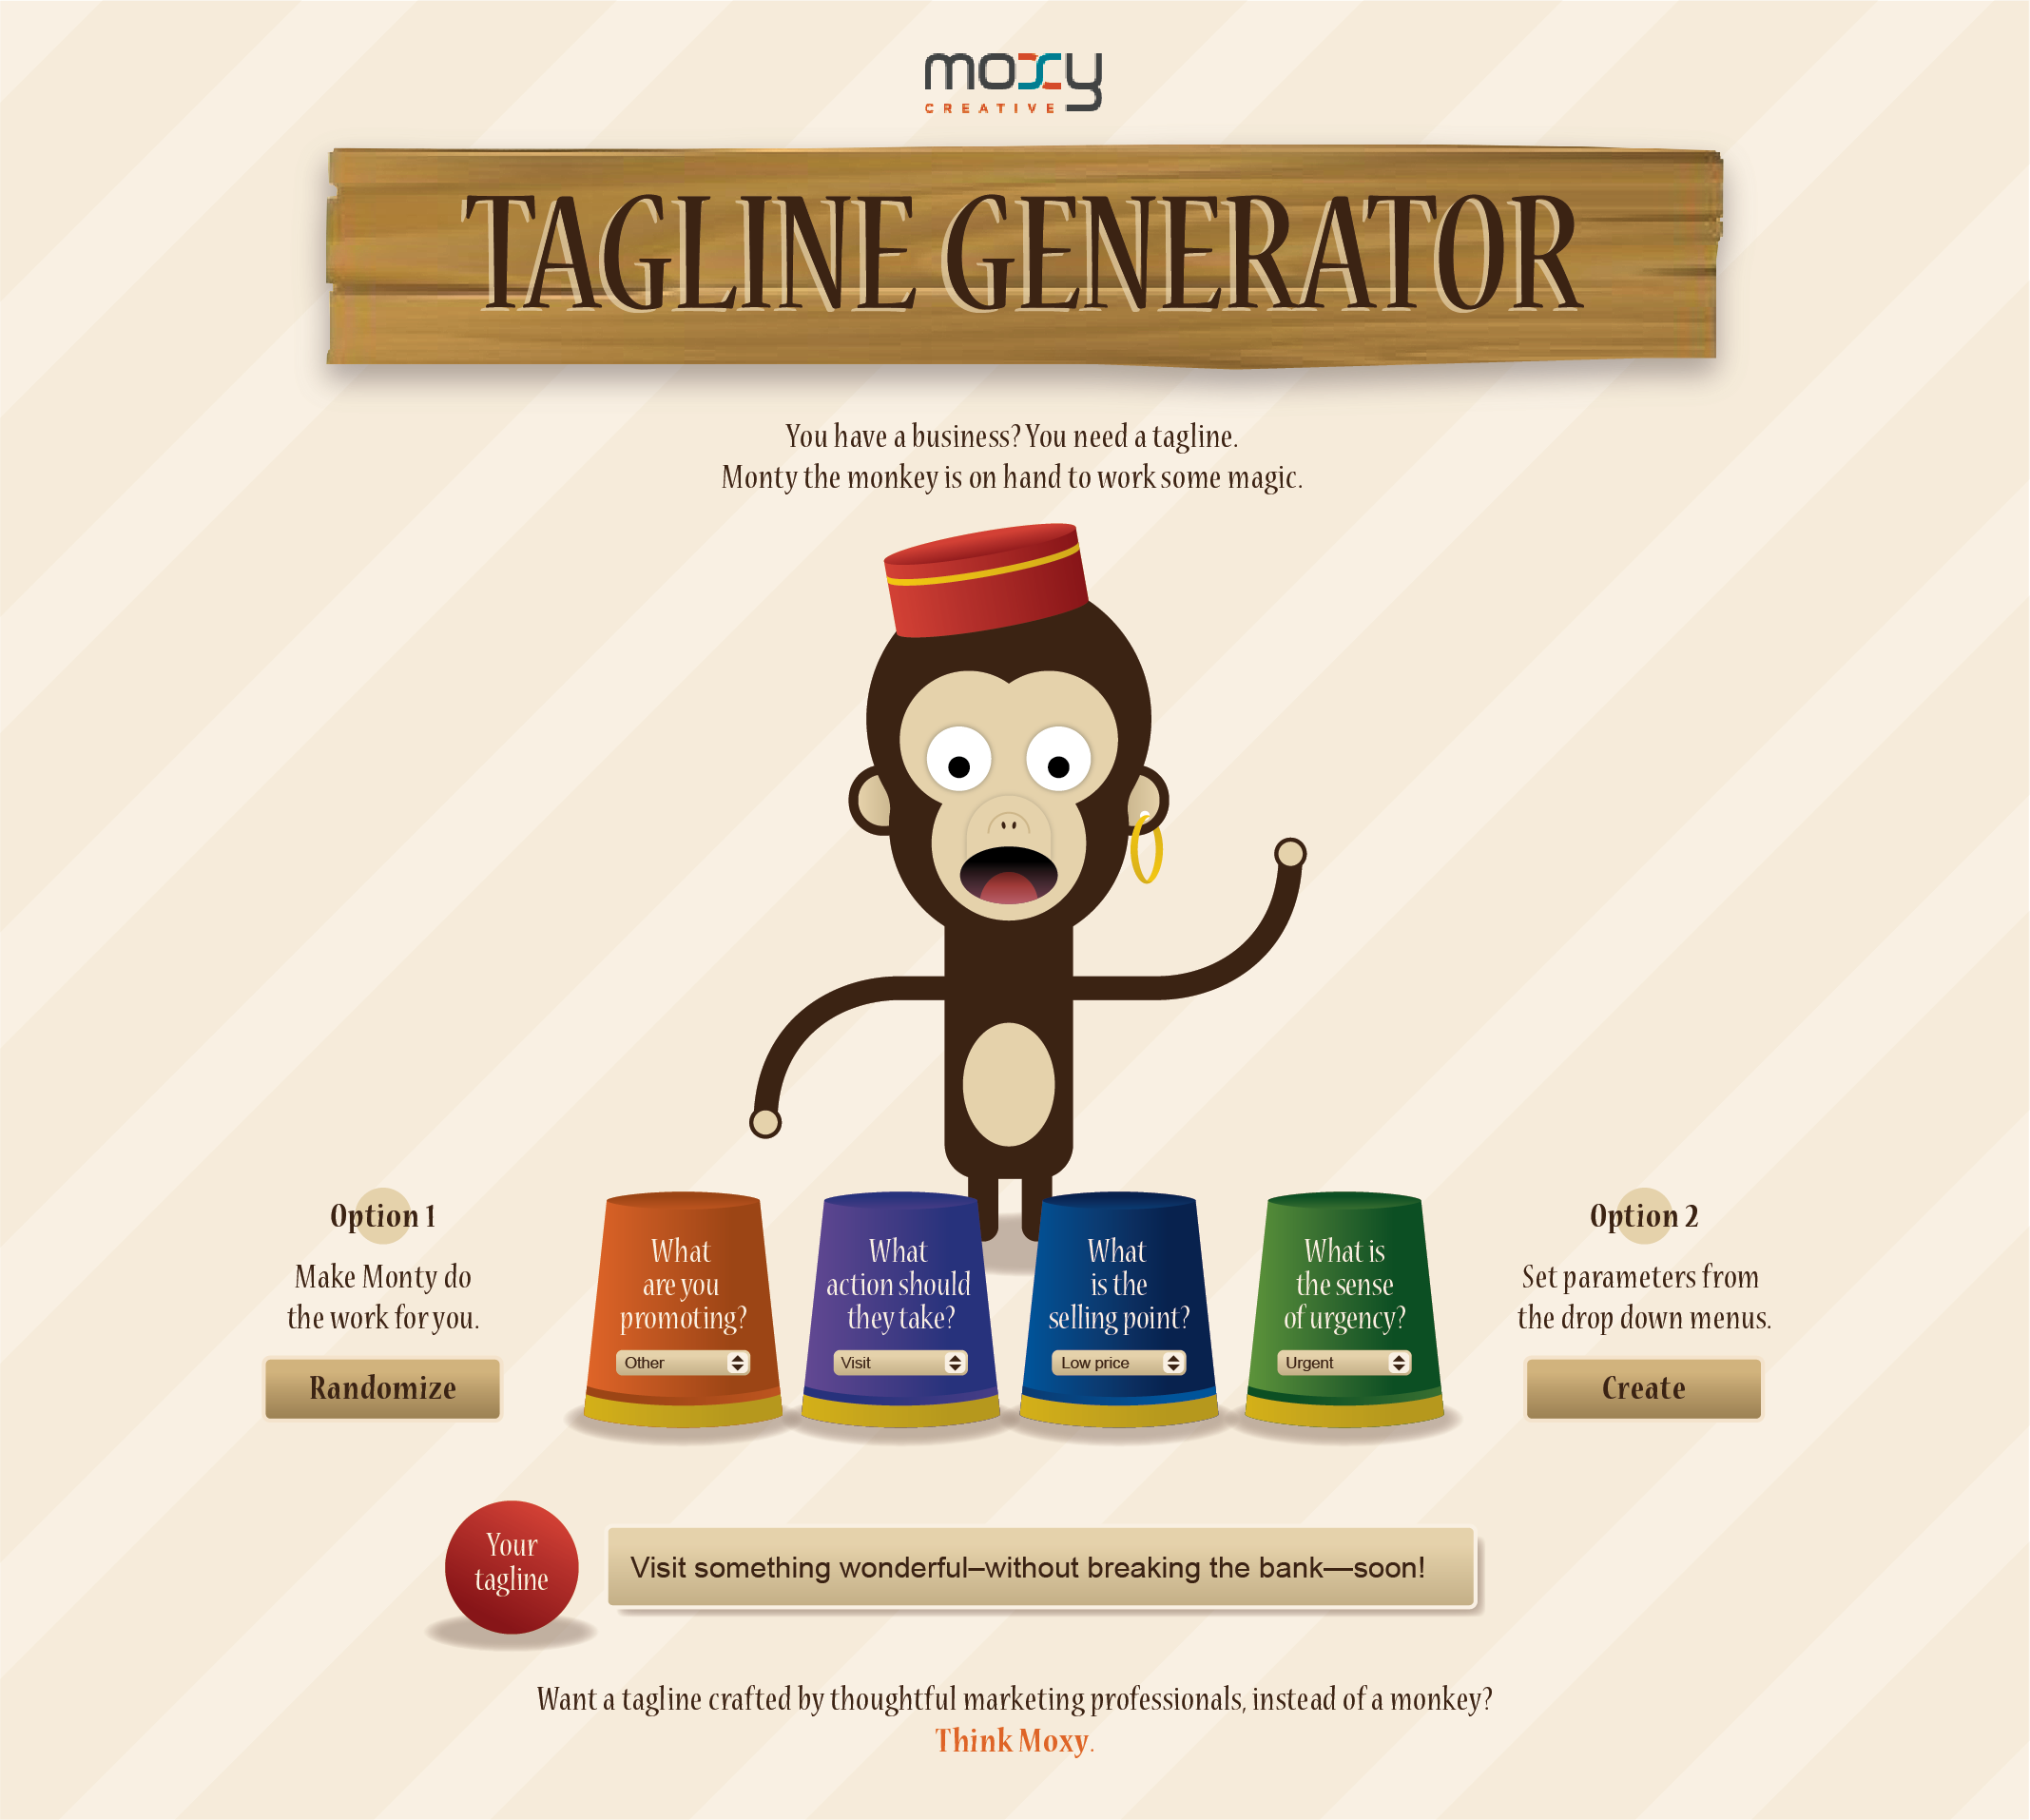 moxy
CREATIVE
TAGLINE GENERATOR
You have a business? You need a tagline.
Monty the monkey is on hand to work some magic.
Option 1
Make Monty do
the work for you.
Randomize
What
are you
promoting?
Other
What
action should
they take?
Visit
What
is the
selling point?
Low price
What is
the sense
of urgency?
Urgent
Option 2
Set parameters from
the drop down menus.
Create
Your
tagline
Visit something wonderful–without breaking the bank—soon!
Want a tagline crafted by thoughtful marketing professionals, instead of a monkey?
Think Moxy.